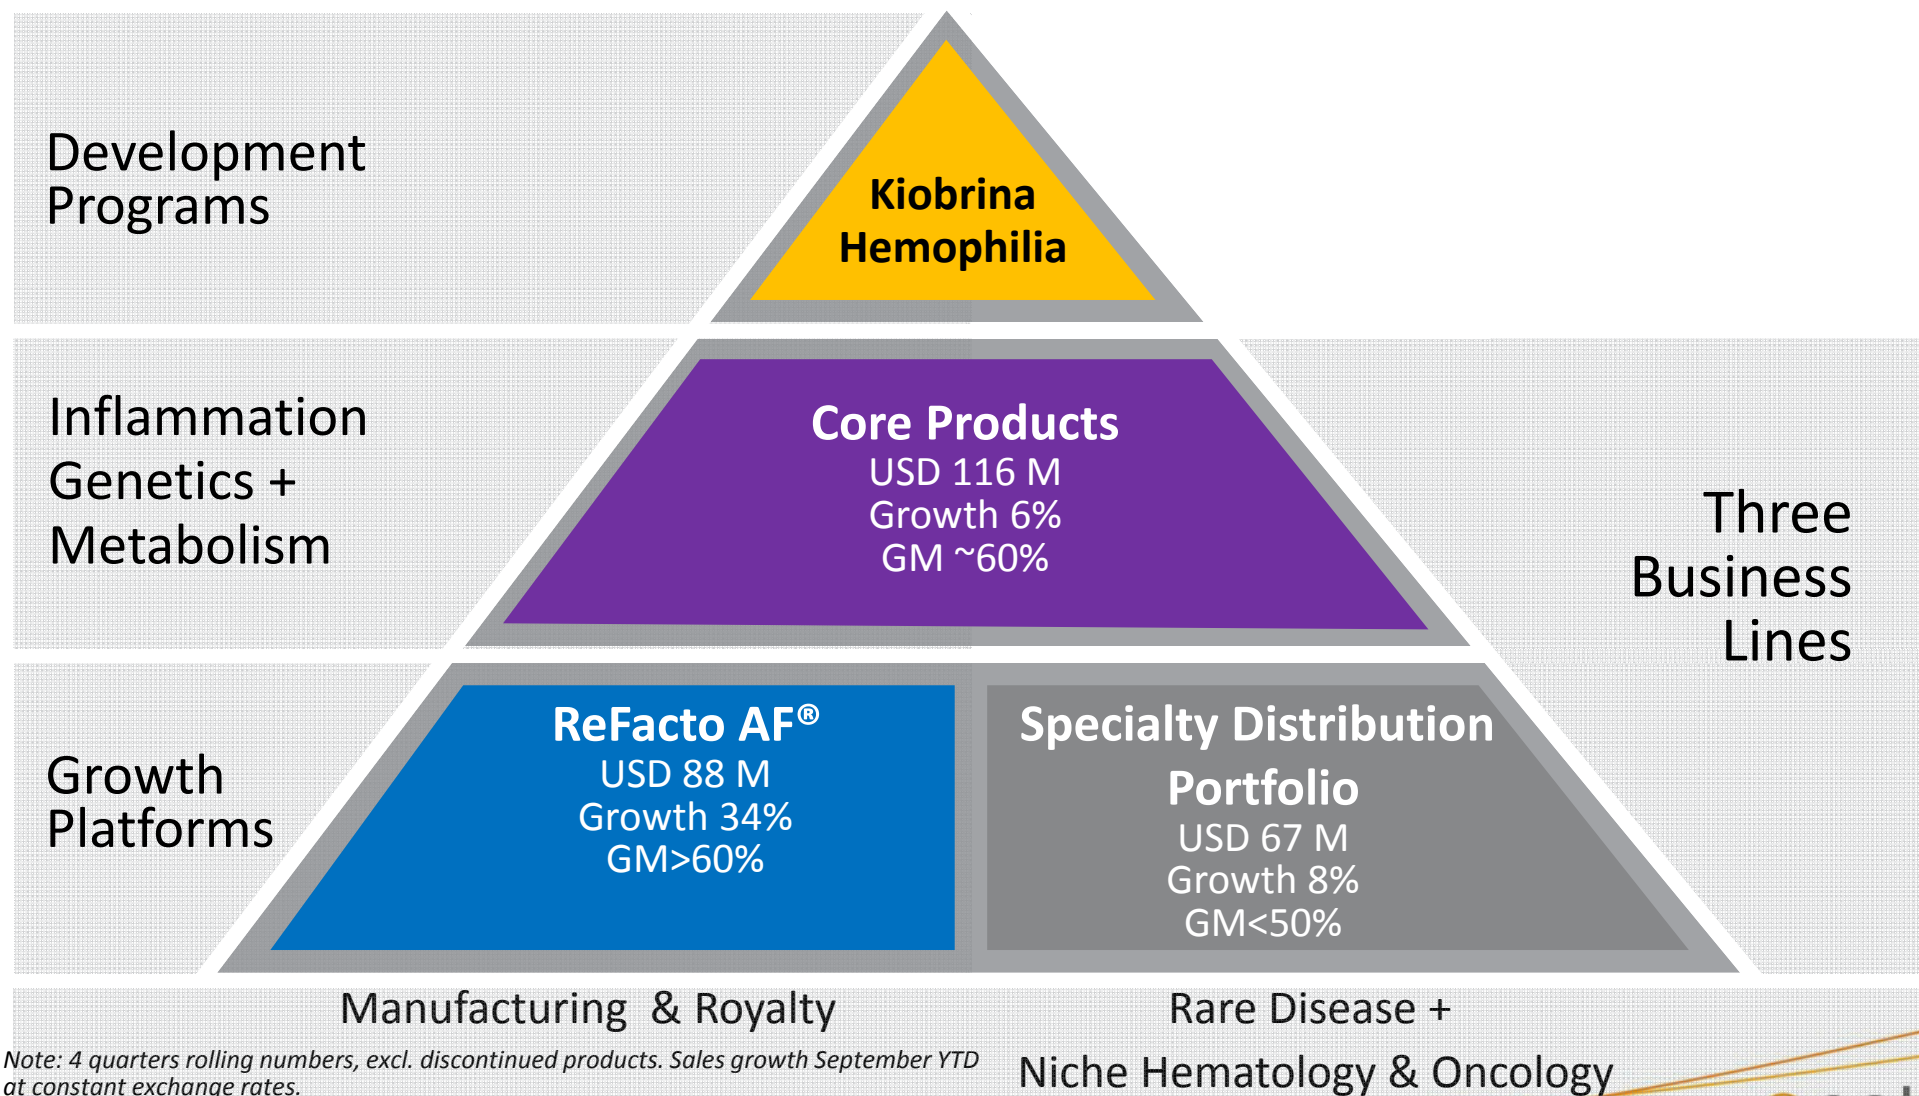 Development
Programs
Kiobrina
Hemophilia
Inflammation
Genetics +
Metabolism
Core Products
USD 116 M
Growth 6%
GM ~60%
Three
Business
Lines
Growth
Platforms
ReFacto AF®
USD 88 M
Growth 34%
GM>60%
Specialty Distribution
Portfolio
USD 67 M
Growth 8%
GM<50%
Manufacturing & Royalty
Rare Disease +
Niche Hematology & Oncology
Note: 4 quarters rolling numbers, excl. discontinued products. Sales growth September YTD
at constant exchange rates.